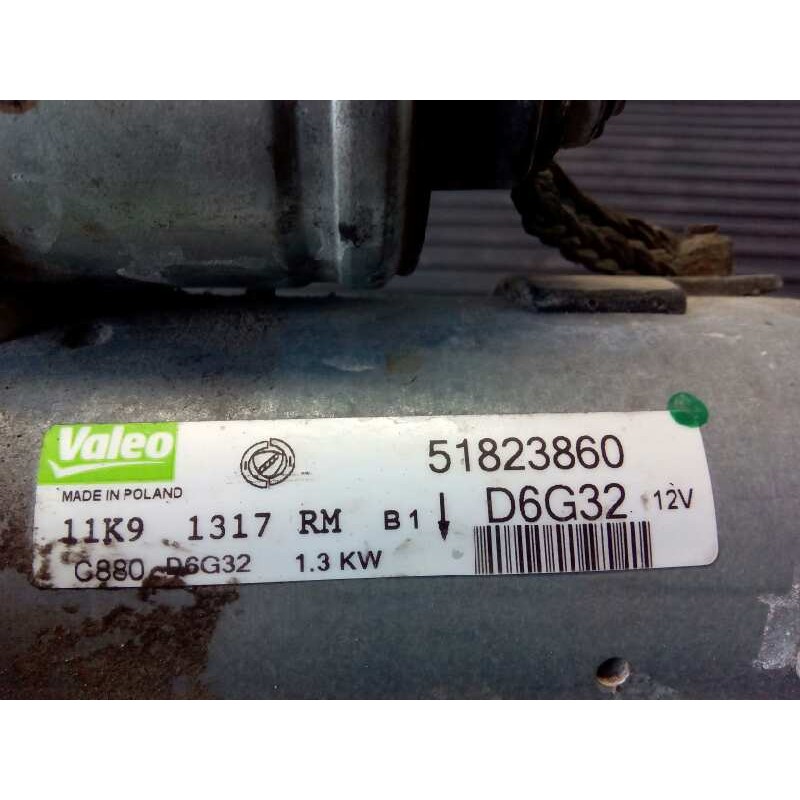 Valeo
MADE IN POLAND
51823860
D6G32 12V
11K9 1317 RM B1
C880 D6G32 1.3 KW